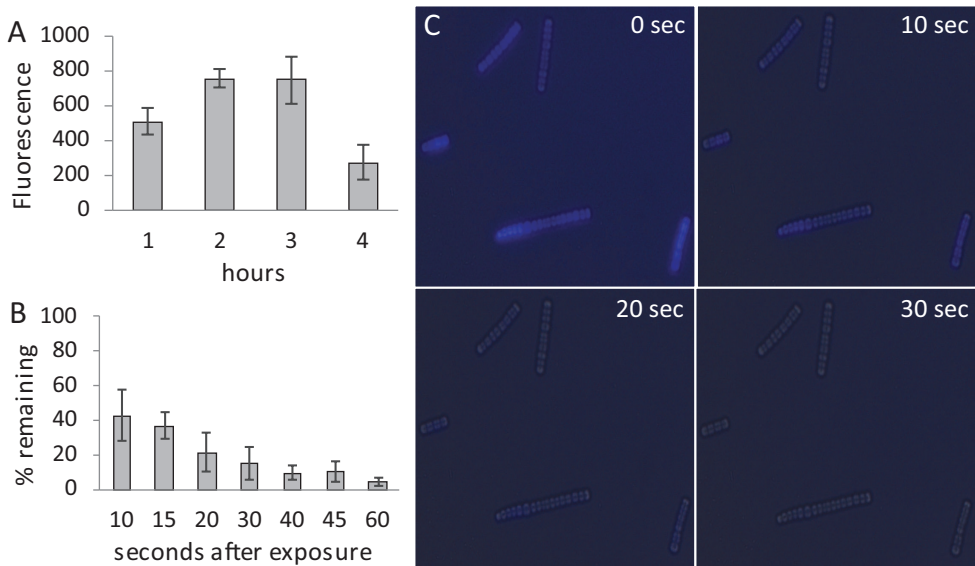 A
Fluorescence
1000
800
600
400
200
0
1 2 3 4
hours
B
% remaining
100
80
60
40
20
0
10 15 20 30 40 45 60
seconds after exposure
C
0 sec
10 sec
20 sec
30 sec